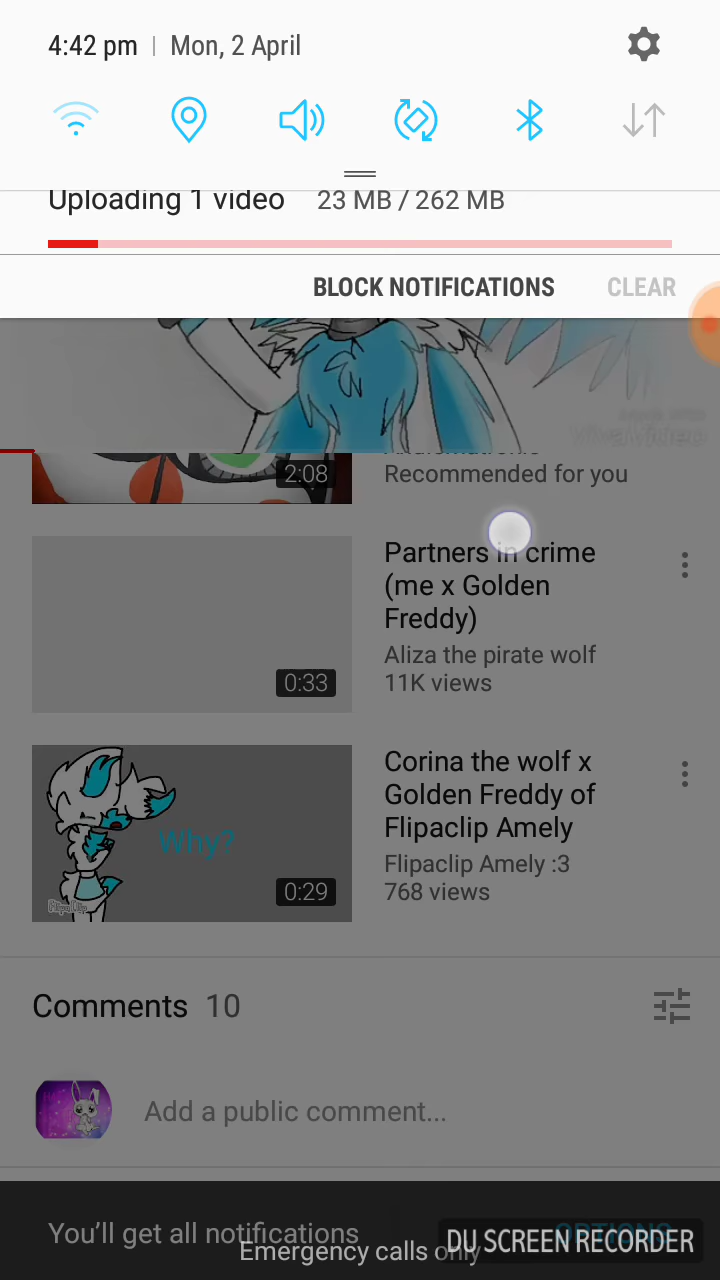 4:42 pm | Mon, 2 April
Uploading 1 video 23 MB / 262 MB
BLOCK NOTIFICATIONS CLEAR
VivaVideo
2:08
Recommended for you
Partners in crime
(me x Golden
Freddy)
Aliza the pirate wolf
11K views
0:33
Corina the wolf x
Golden Freddy of
Flipaclip Amely
Flipaclip Amely :3
768 views
Why?
FlipaClip
0:29
Comments 10
Add a public comment...
You'll get all notifications
OPTIONS
Emergency calls only
DU SCREEN RECORDER